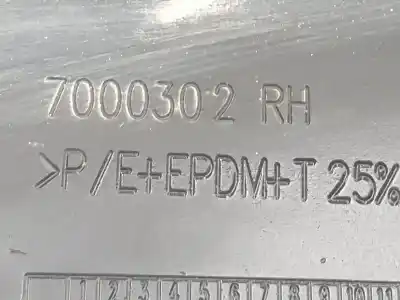 7000302 RH
>P/E+EPDM+T 25%
1 2 3 4 5 6 7 8 9 10 11